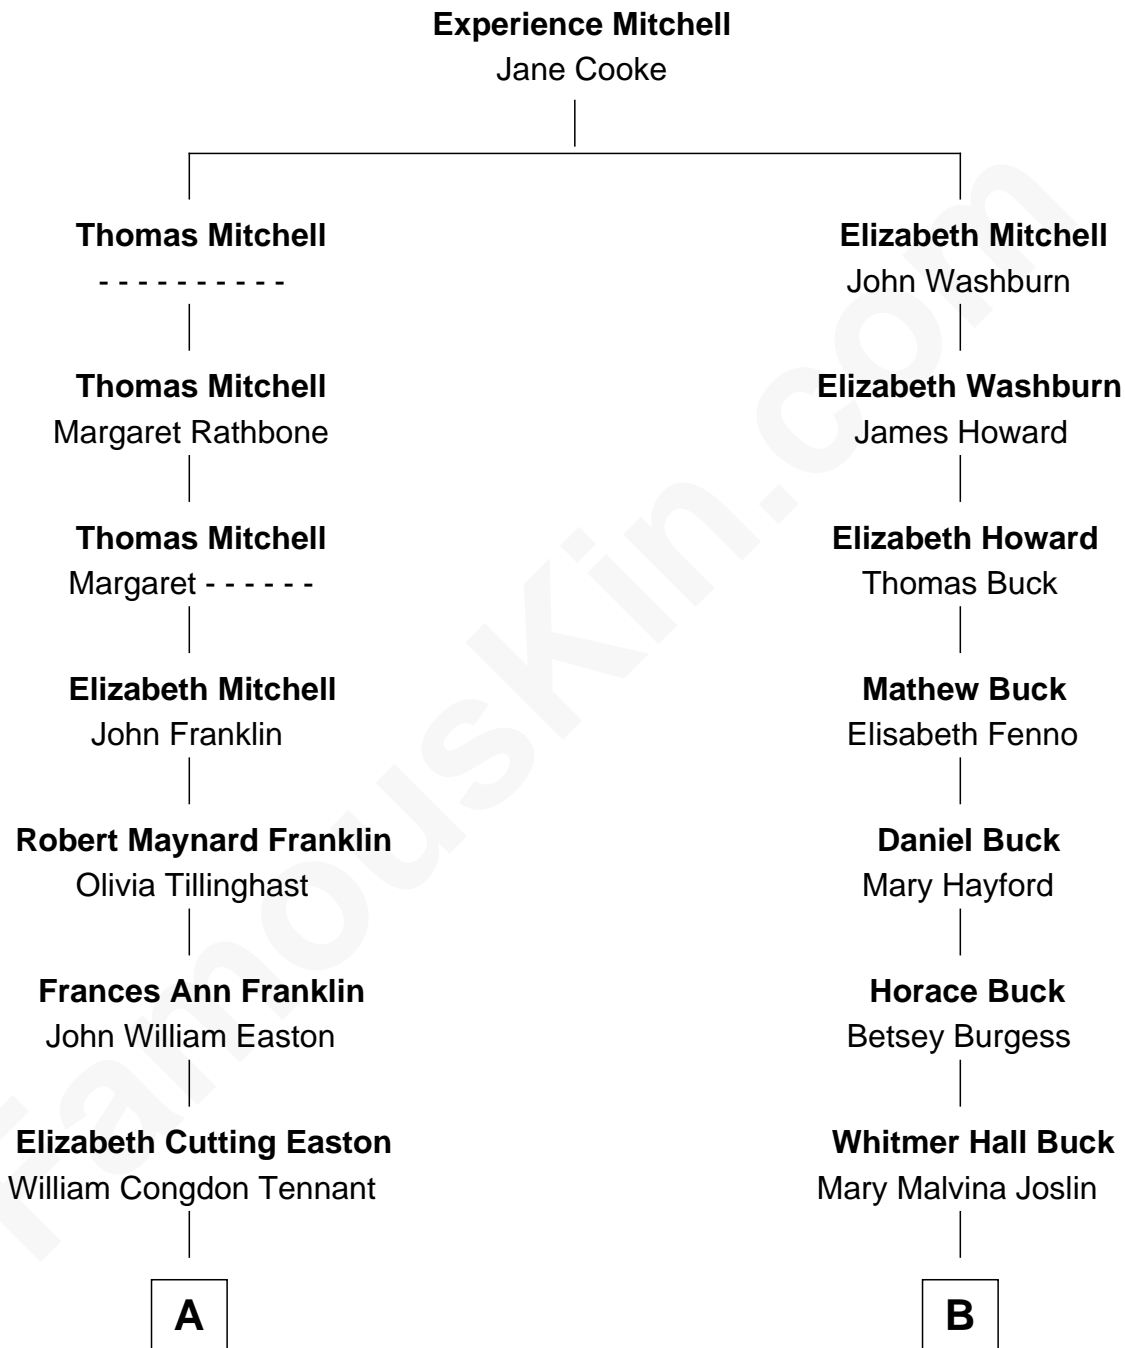 Experience Mitchell
Jane Cooke
Thomas Mitchell
- - - - - - - - - -
Thomas Mitchell
Margaret Rathbone
Thomas Mitchell
Margaret - - - - - -
Elizabeth Mitchell
John Franklin
Robert Maynard Franklin
Olivia Tillinghast
Frances Ann Franklin
John William Easton
Elizabeth Cutting Easton
William Congdon Tennant
A
Elizabeth Mitchell
John Washburn
Elizabeth Washburn
James Howard
Elizabeth Howard
Thomas Buck
Mathew Buck
Elisabeth Fenno
Daniel Buck
Mary Hayford
Horace Buck
Betsey Burgess
Whitmer Hall Buck
Mary Malvina Joslin
B
FamousKin.com